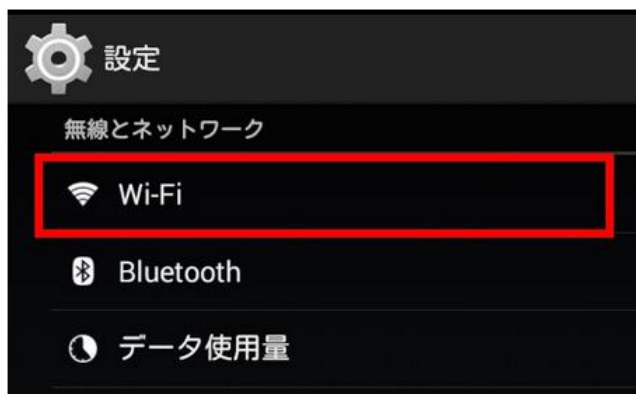 設定
無線とネットワーク
Wi-Fi
Bluetooth
データ使用量